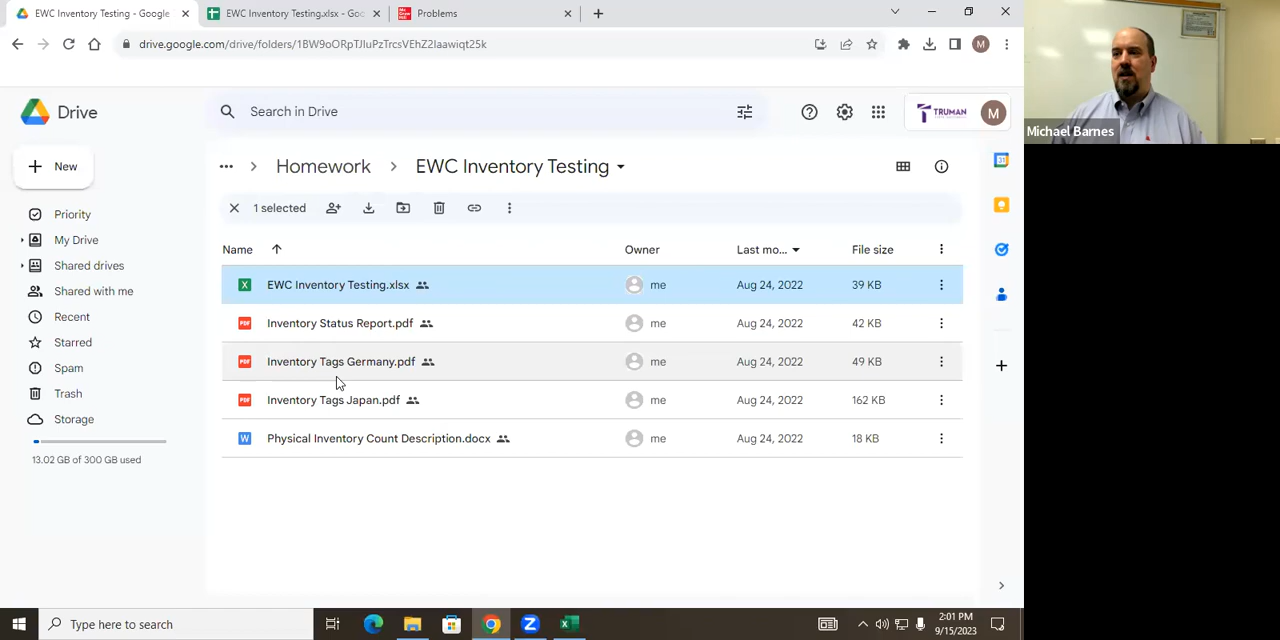 EWC Inventory Testing - Google
EWC Inventory Testing.xlsx - Goo
Problems
drive.google.com/drive/folders/1BW9oORpTJIuPzTrcsVEhZ2Iaawiqt25k
M
Drive
Search in Drive
TRUMAN
M
Michael Barnes
New
Homework
EWC Inventory Testing
1 selected
Priority
My Drive
Shared drives
Shared with me
Recent
Starred
Spam
Trash
Storage
13.02 GB of 300 GB used
Name
Owner
Last mo...
File size
EWC Inventory Testing.xlsx
me
Aug 24, 2022
39 KB
Inventory Status Report.pdf
me
Aug 24, 2022
42 KB
Inventory Tags Germany.pdf
me
Aug 24, 2022
49 KB
Inventory Tags Japan.pdf
me
Aug 24, 2022
162 KB
Physical Inventory Count Description.docx
me
Aug 24, 2022
18 KB
Type here to search
2:01 PM
9/15/2023